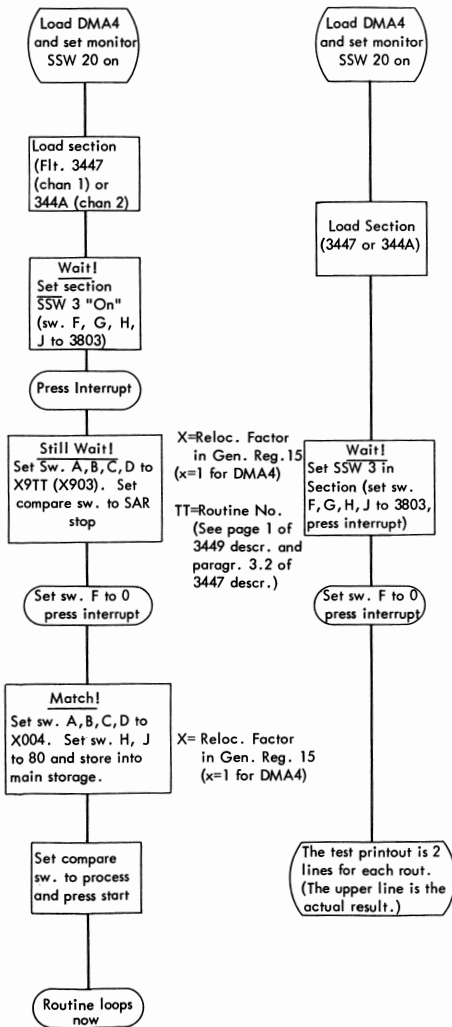 Load DMA4
and set monitor
SSW 20 on
Load section
(Flt. 3447
(chan 1) or
344A (chan 2)
Wait!
Set section
SSW 3 "On"
(sw. F, G, H,
J to 3803)
Press Interrupt
Still Wait!
Set Sw. A,B,C,D to
X9TT (X903). Set
compare sw. to SAR
stop
X=Reloc. Factor
in Gen. Reg. 15
(x=1 for DMA4)
TT=Routine No.
(See page 1 of
3449 descr. and
paragr. 3.2 of
3447 descr.)
Set sw. F to 0
press interrupt
Match!
Set sw. A,B,C,D to
X004. Set sw. H, J
to 80 and store into
main storage.
X= Reloc. Factor
in Gen. Reg. 15
(x=1 for DMA4)
Set compare
sw. to process
and press start
Routine loops
now
Load DMA4
and set monitor
SSW 20 on
Load Section
(3447 or 344A)
Wait!
Set SSW 3 in
Section (set sw.
F,G,H,J to 3803,
press interrupt)
Set sw. F to 0
press interrupt
The test printout is 2
lines for each rout.
(The upper line is the
actual result.)